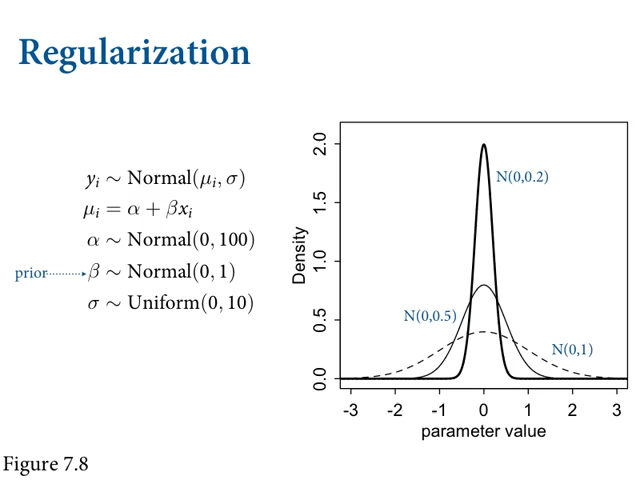 Regularization
yᵢ ~ Normal(μᵢ, σ)
μᵢ = α + βxᵢ
α ~ Normal(0, 100)
prior β ~ Normal(0, 1)
σ ~ Uniform(0, 10)
Density
2.0
1.5
1.0
0.5
0.0
N(0,0.2)
N(0,0.5)
N(0,1)
-3 -2 -1 0 1 2 3
parameter value
Figure 7.8